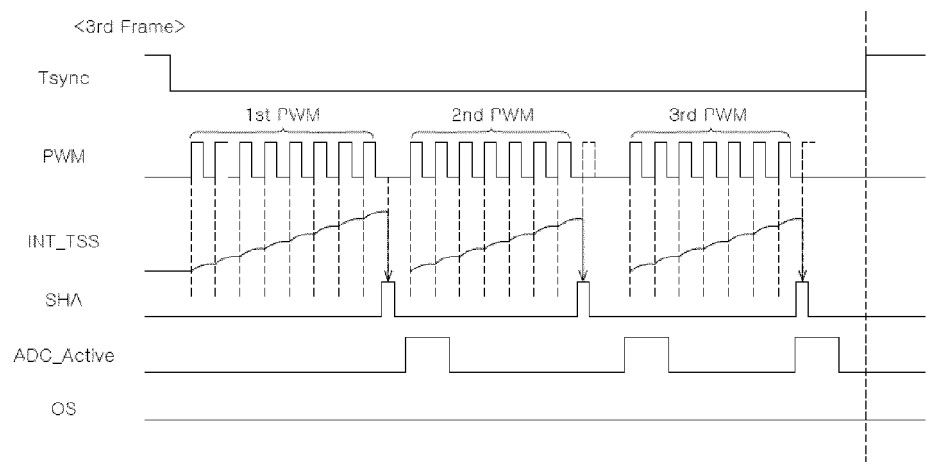 <3rd Frame>
Tsync
1st PWM
2nd PWM
3rd PWM
PWM
INT_TSS
SHA
ADC_Active
OS